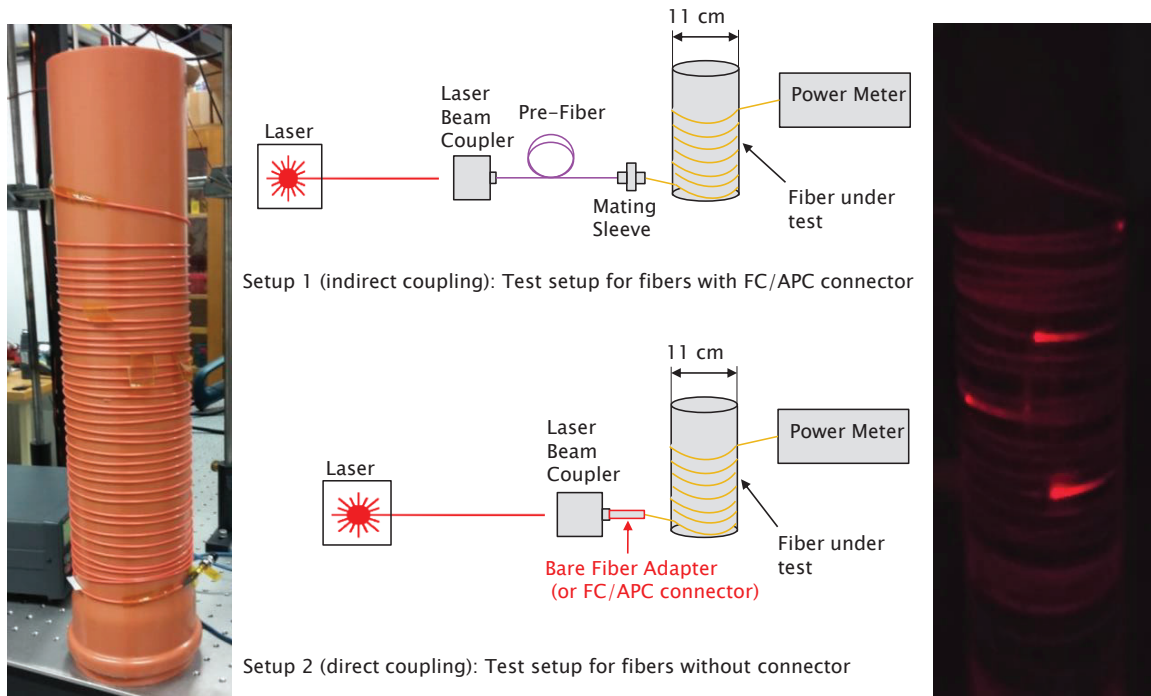 11 cm
Laser
Beam
Coupler
Pre-Fiber
Power Meter
Laser
Mating
Sleeve
Fiber under
test
Setup 1 (indirect coupling): Test setup for fibers with FC/APC connector
11 cm
Laser
Beam
Coupler
Power Meter
Laser
Bare Fiber Adapter
(or FC/APC connector)
Fiber under
test
Setup 2 (direct coupling): Test setup for fibers without connector